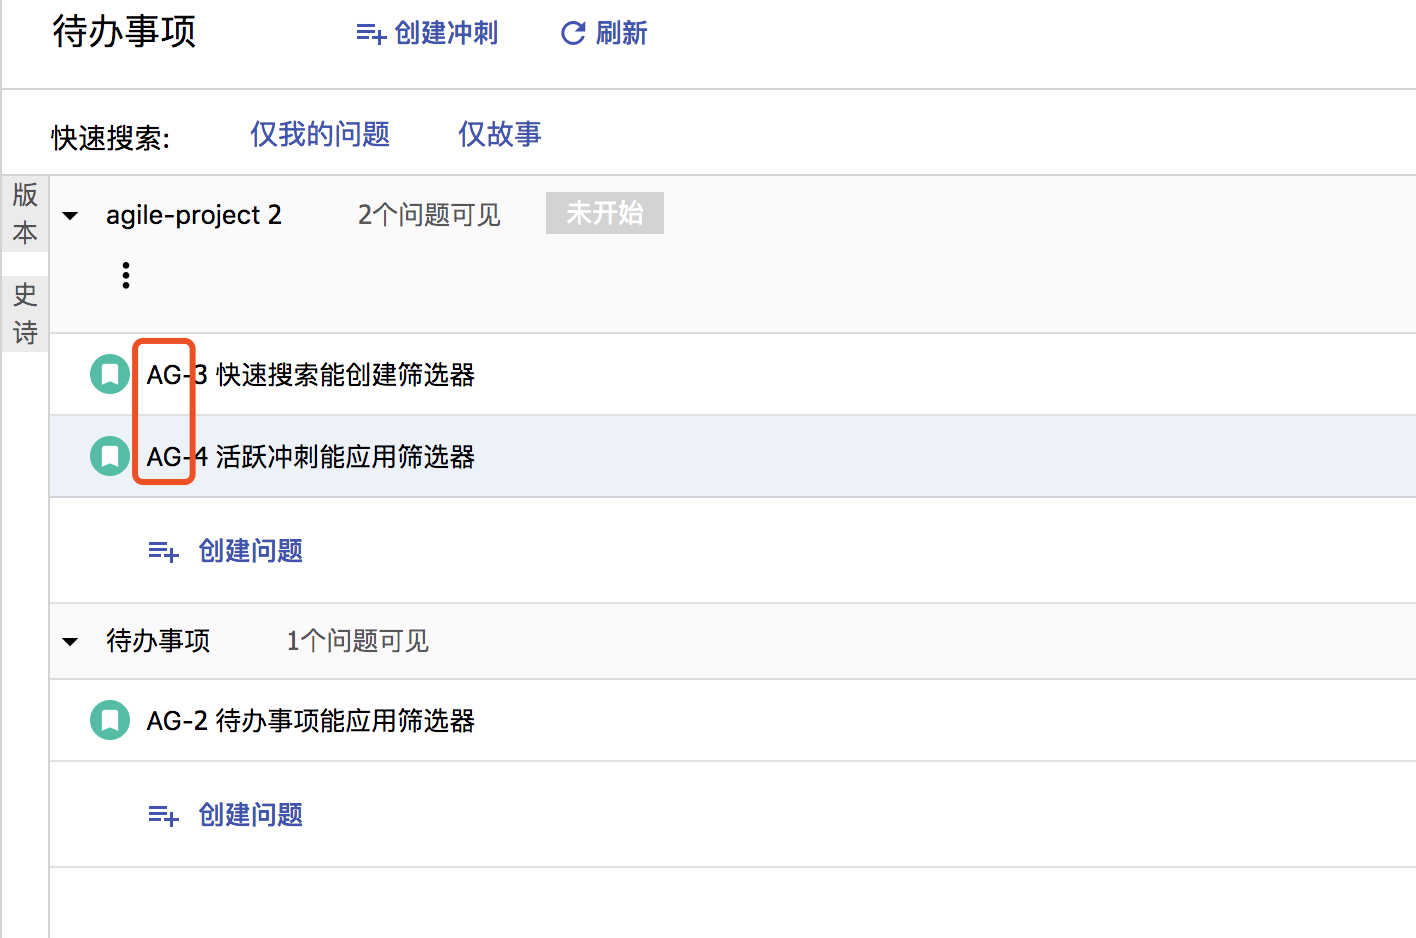 待办事项 创建冲刺 刷新
快速搜索: 仅我的问题 仅故事
版本
史诗
agile-project 2 2个问题可见 未开始
AG-3 快速搜索能创建筛选器
AG-4 活跃冲刺能应用筛选器
创建问题
待办事项 1个问题可见
AG-2 待办事项能应用筛选器
创建问题